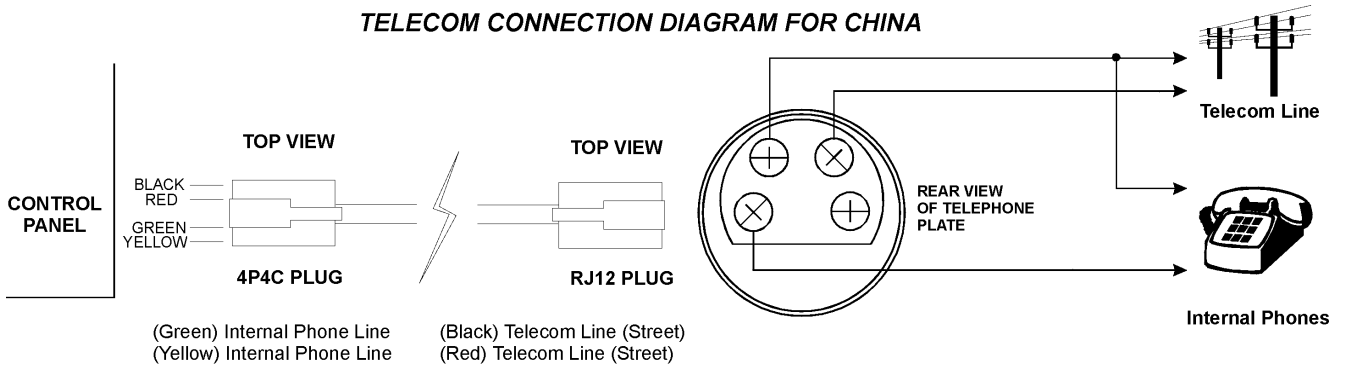 TELECOM CONNECTION DIAGRAM FOR CHINA
Telecom Line
TOP VIEW
TOP VIEW
CONTROL
PANEL
BLACK
RED
GREEN
YELLOW
REAR VIEW
OF TELEPHONE
PLATE
4P4C PLUG
RJ12 PLUG
Internal Phones
(Green) Internal Phone Line
(Yellow) Internal Phone Line
(Black) Telecom Line (Street)
(Red) Telecom Line (Street)